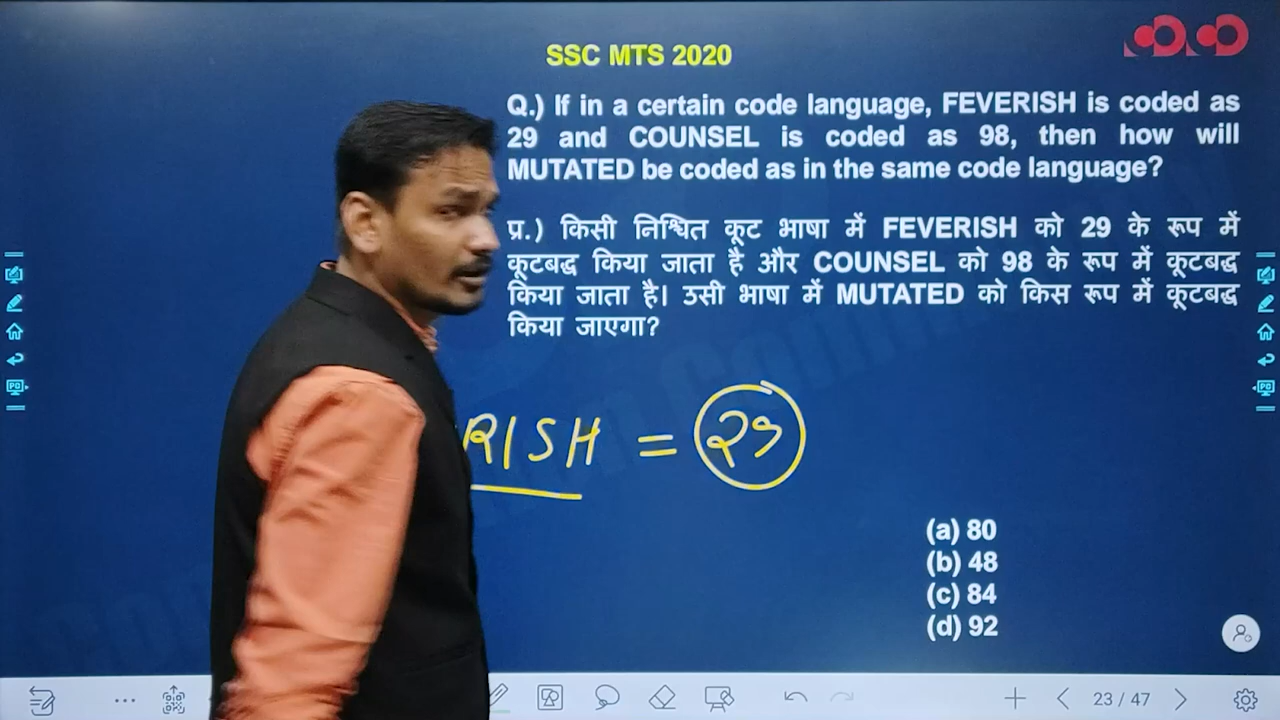 SSC MTS 2020
Q.) If in a certain code language, FEVERISH is coded as
29 and COUNSEL is coded as 98, then how will
MUTATED be coded as in the same code language?
प्र.) किसी निश्चित कूट भाषा में FEVERISH को 29 के रूप में
कूटबद्ध किया जाता है और COUNSEL को 98 के रूप में कूटबद्ध
किया जाता है। उसी भाषा में MUTATED को किस रूप में कूटबद्ध
किया जाएगा?
RISH = 29
(a) 80
(b) 48
(c) 84
(d) 92
23 / 47